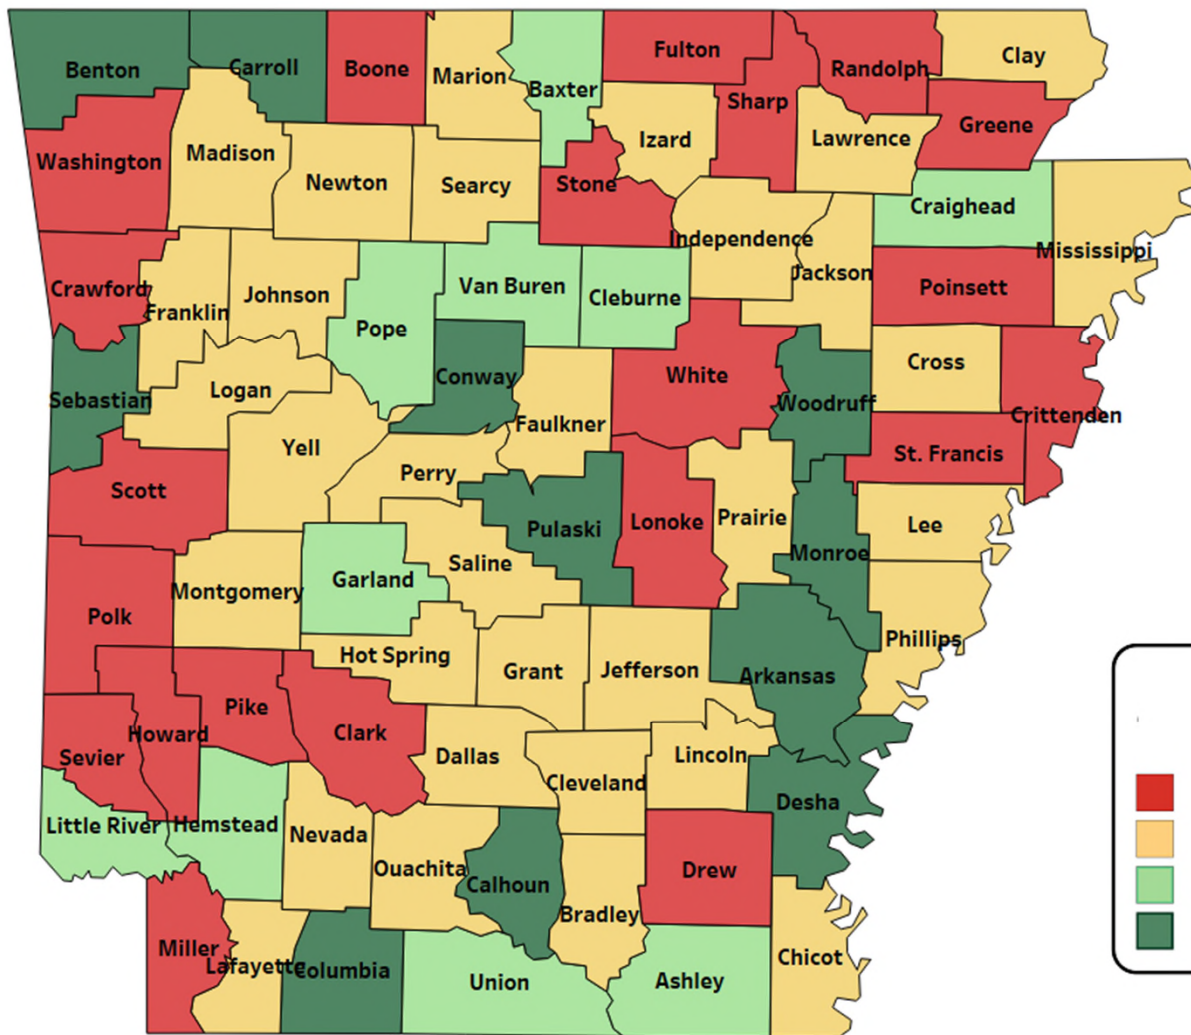 Benton
Carroll
Boone
Marion
Baxter
Fulton
Sharp
Randolph
Clay
Greene
Washington
Madison
Newton
Searcy
Stone
Izard
Lawrence
Craighead
Mississippi
Independence
Jackson
Poinsett
Crawford
Franklin
Johnson
Pope
Van Buren
Cleburne
White
Woodruff
Cross
Crittenden
Sebastian
Logan
Conway
Faulkner
St. Francis
Scott
Yell
Perry
Pulaski
Lonoke
Prairie
Monroe
Lee
Polk
Montgomery
Garland
Saline
Phillips
Hot Spring
Grant
Jefferson
Arkansas
Sevier
Howard
Pike
Clark
Dallas
Cleveland
Lincoln
Desha
Little River
Hemstead
Nevada
Ouachita
Calhoun
Bradley
Drew
Miller
Lafayette
Columbia
Union
Ashley
Chicot